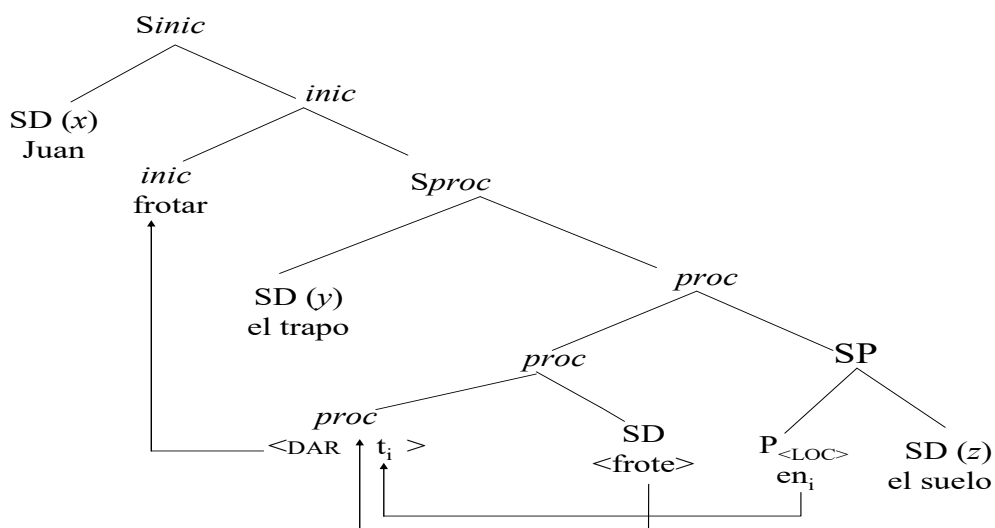 Sinic
inic
SD (x)
Juan
inic
frotar
Sproc
proc
SD (y)
el trapo
proc
SP
proc
<DAR ti >
SD
<frote>
P<LOC>
eni
SD (z)
el suelo